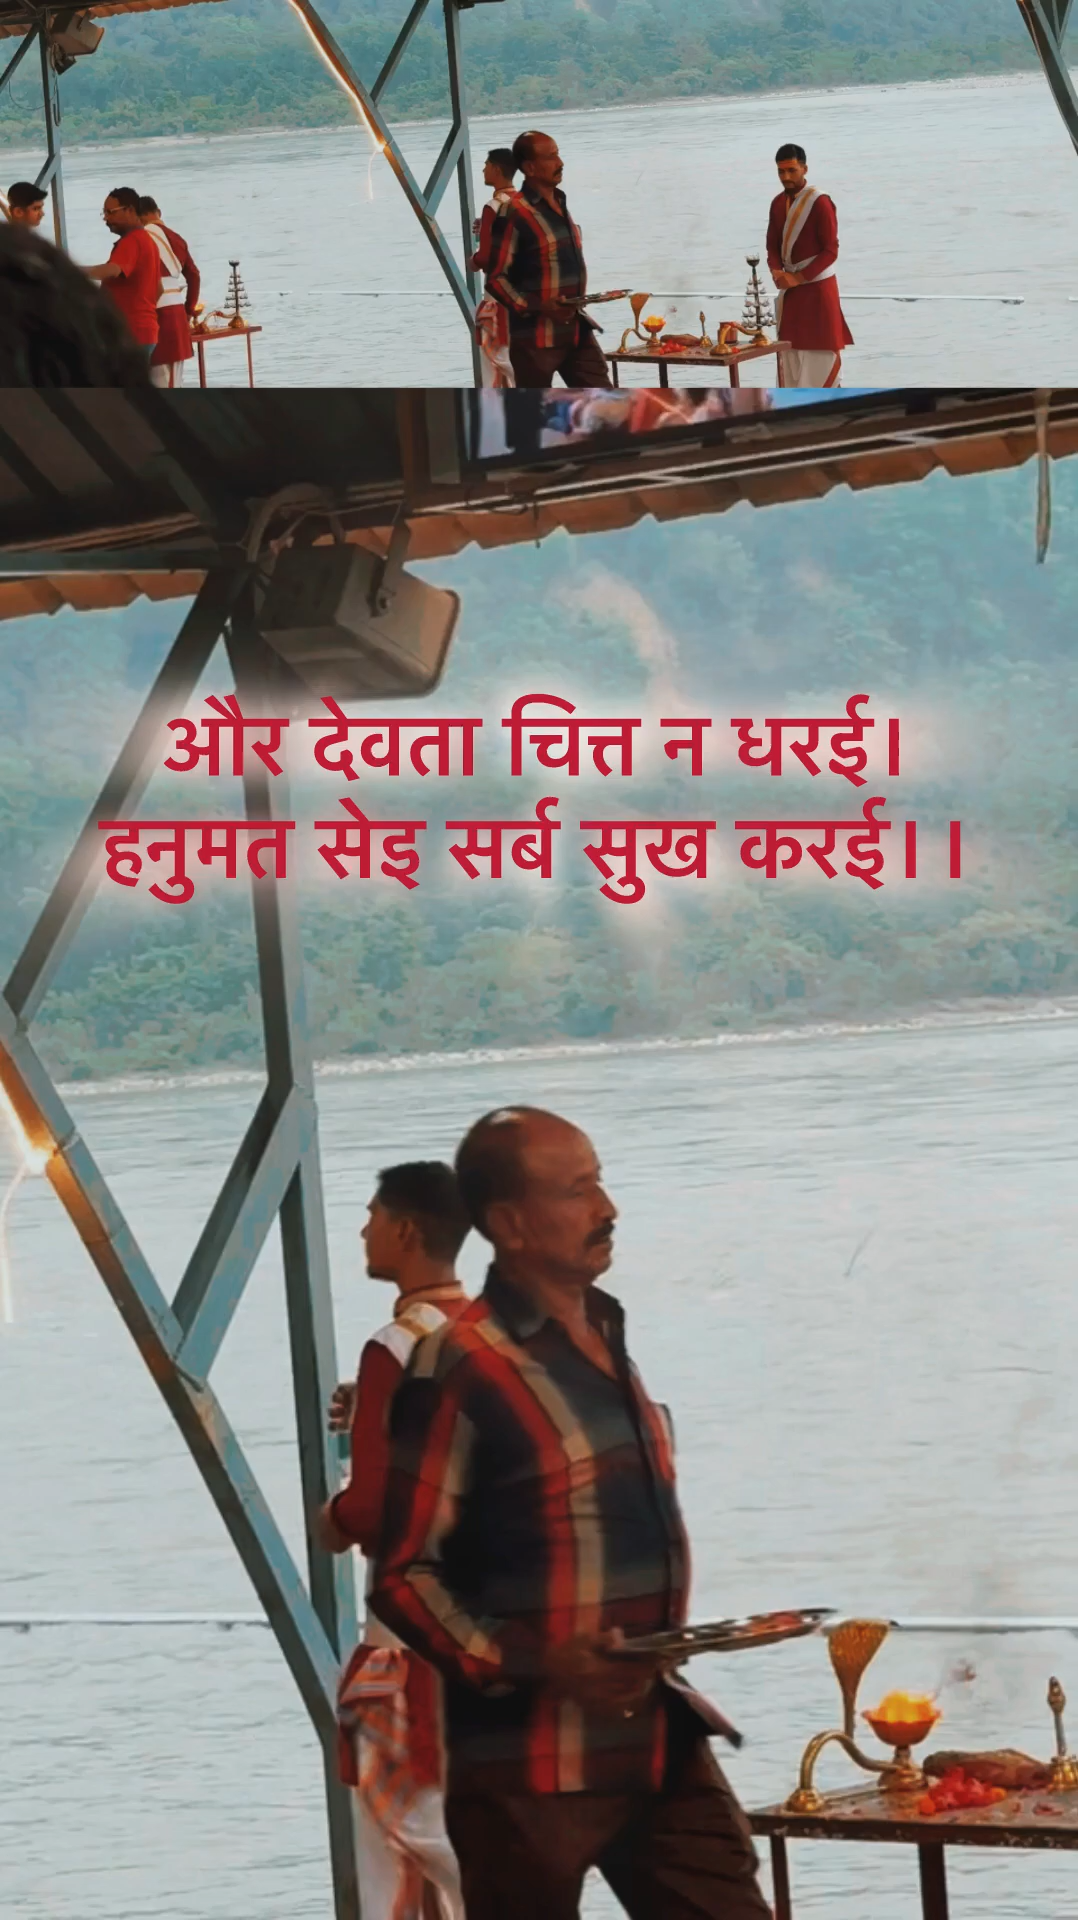 और देवता चित्त न धरई।
हनुमत सेइ सर्ब सुख करई।।